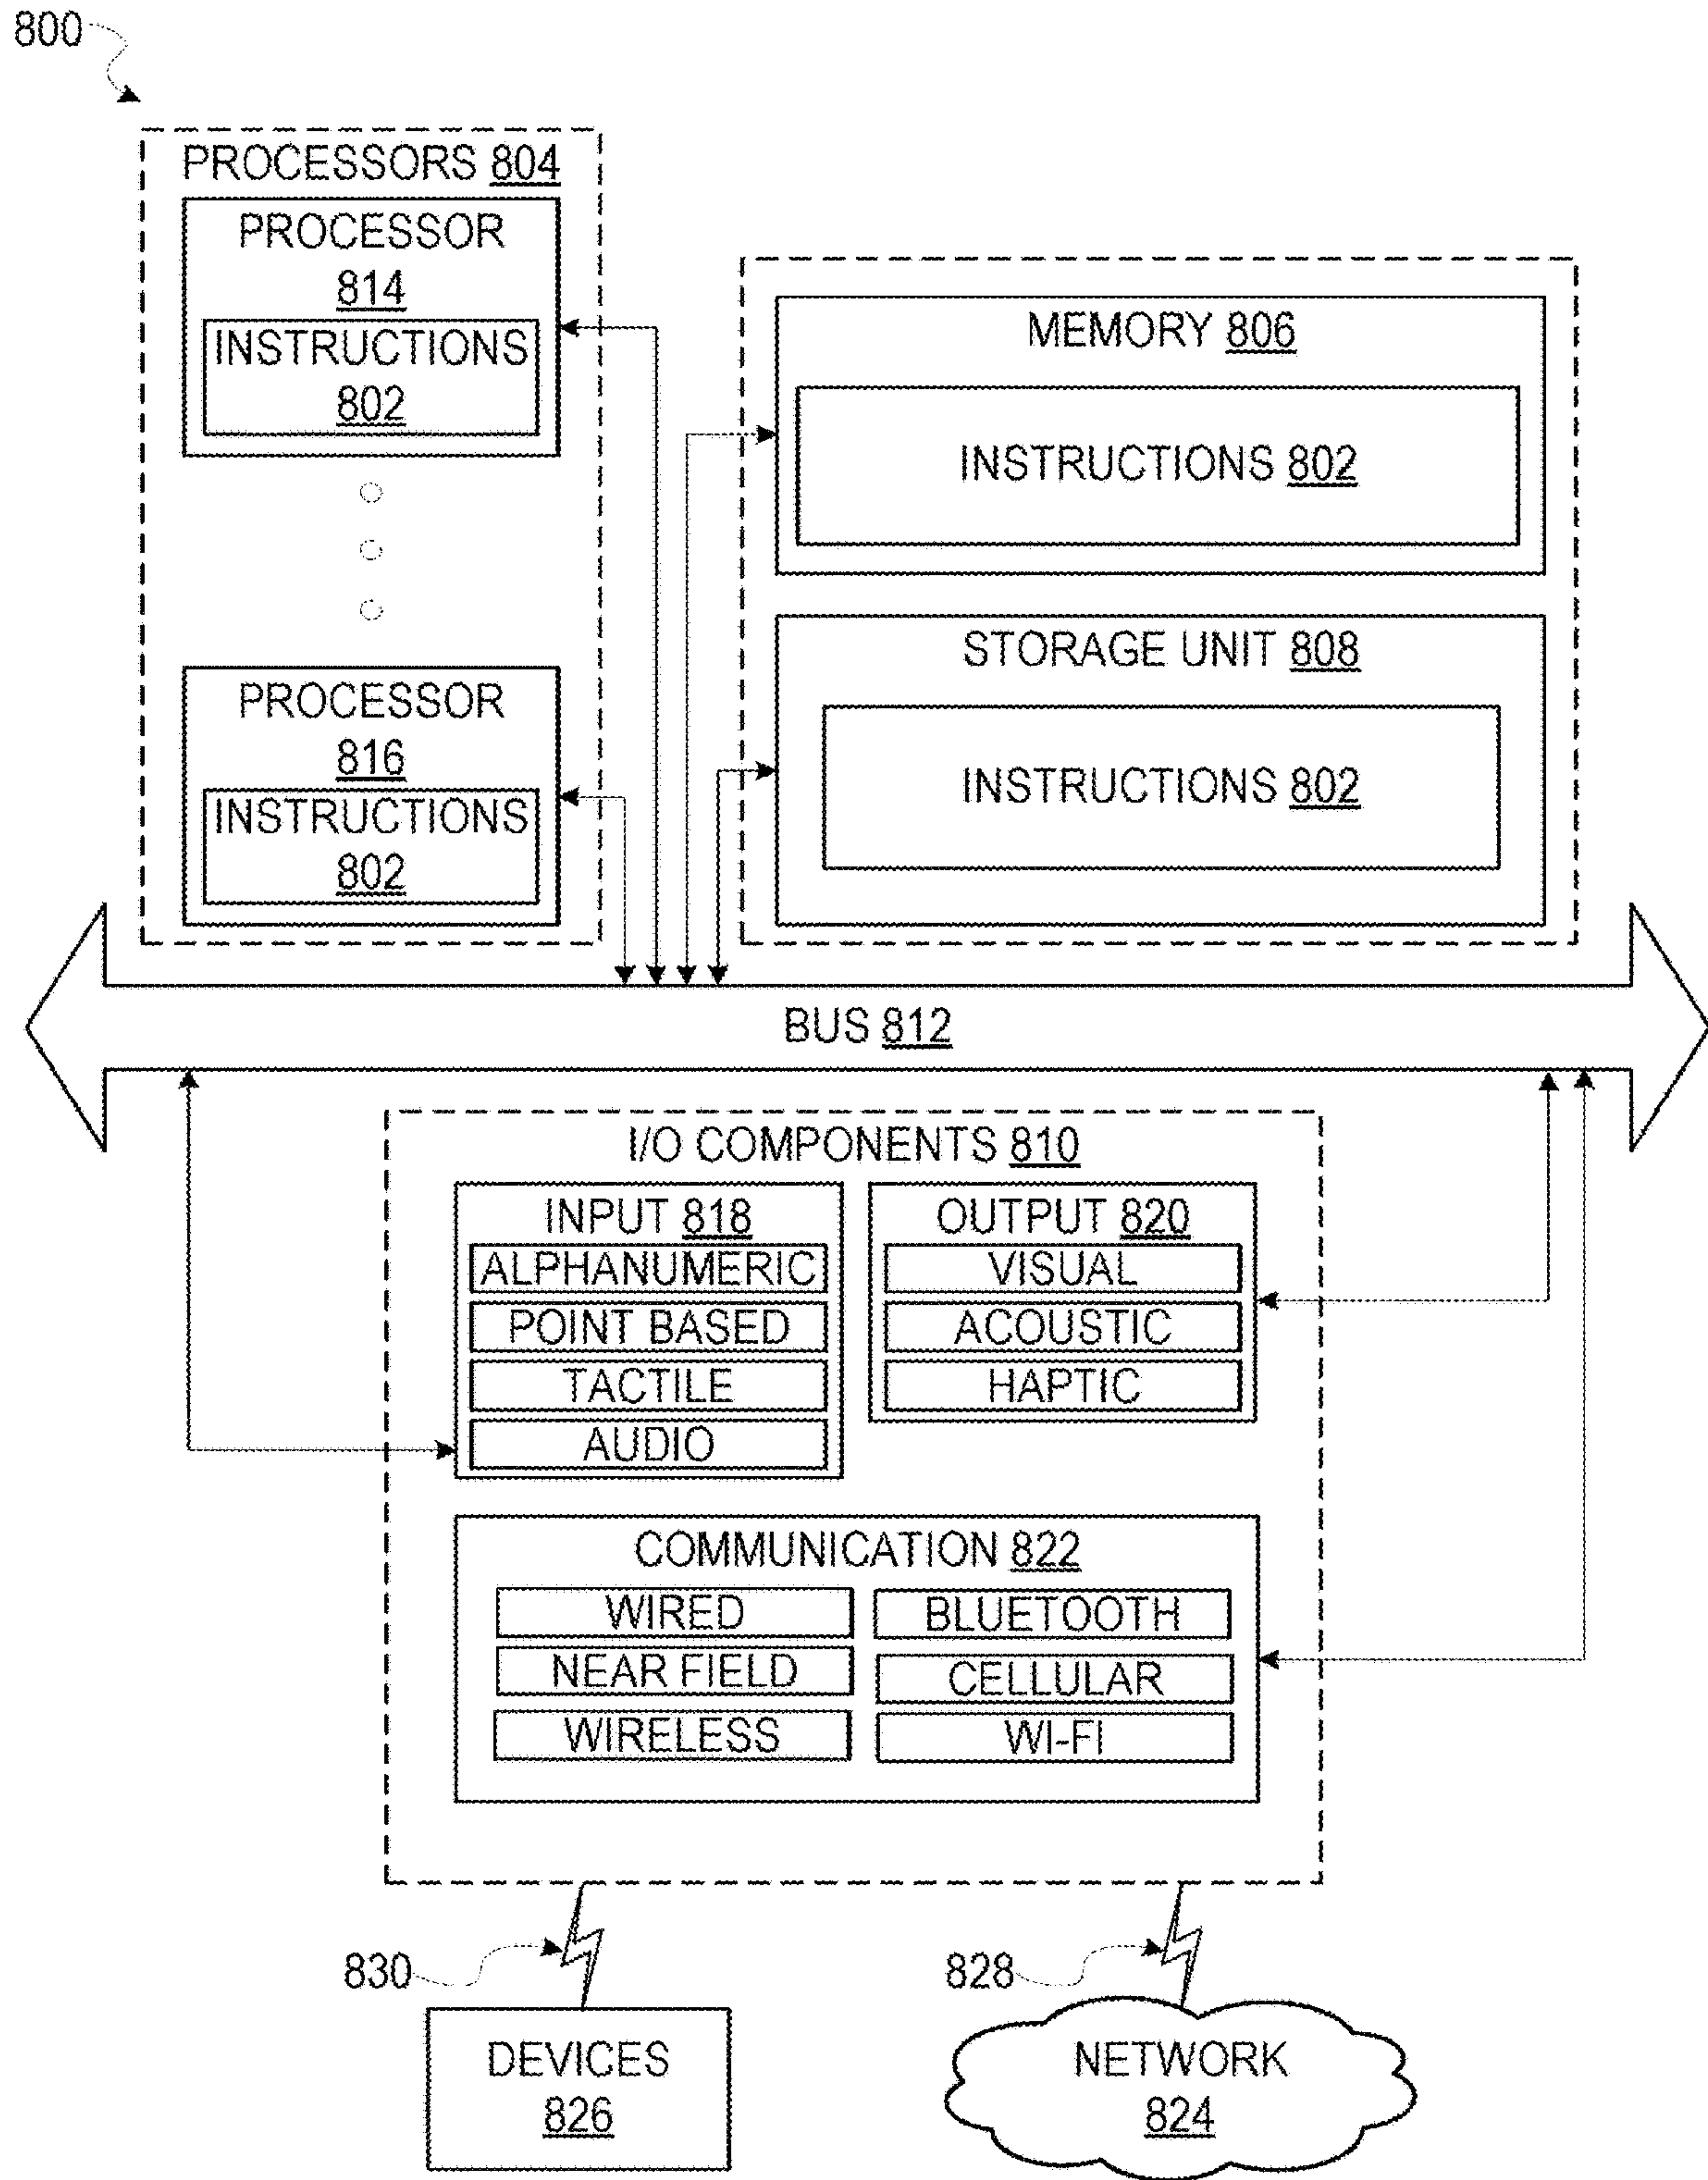 800
PROCESSORS 804
PROCESSOR
814
INSTRUCTIONS
802
PROCESSOR
816
INSTRUCTIONS
802
MEMORY 806
INSTRUCTIONS 802
STORAGE UNIT 808
INSTRUCTIONS 802
BUS 812
I/O COMPONENTS 810
INPUT 818
ALPHANUMERIC
POINT BASED
TACTILE
AUDIO
OUTPUT 820
VISUAL
ACOUSTIC
HAPTIC
COMMUNICATION 822
WIRED
NEAR FIELD
WIRELESS
BLUETOOTH
CELLULAR
WI-FI
830
828
DEVICES
826
NETWORK
824